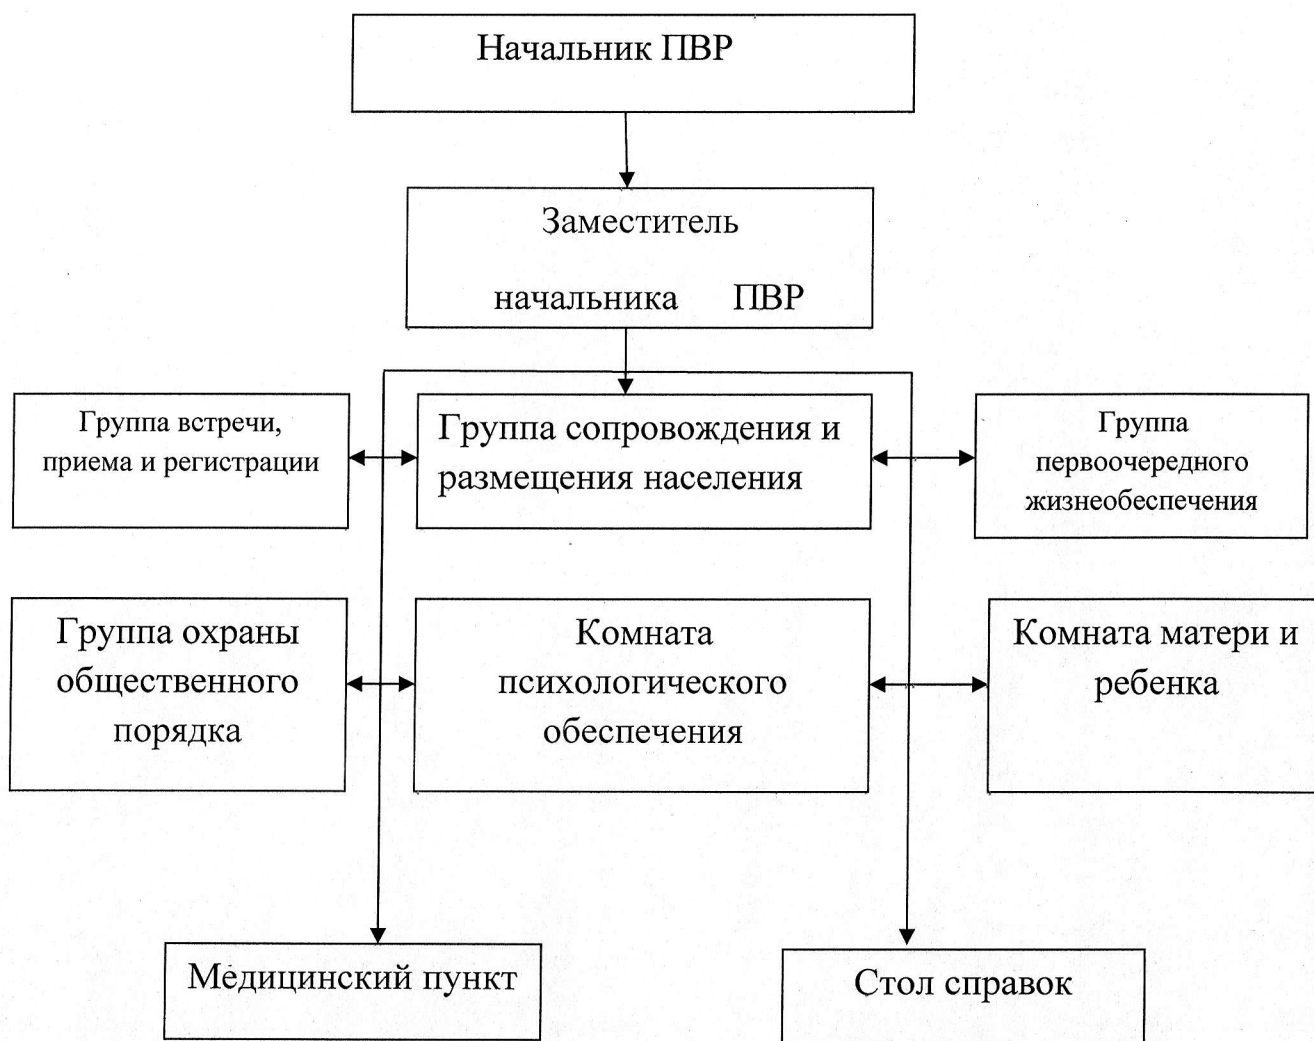 Начальник ПВР
Заместитель
начальника ПВР
Группа встречи,
приема и регистрации
Группа сопровождения и
размещения населения
Группа
первоочередного
жизнеобеспечения
Группа охраны
общественного
порядка
Комната
психологического
обеспечения
Комната матери и
ребенка
Медицинский пункт
Стол справок